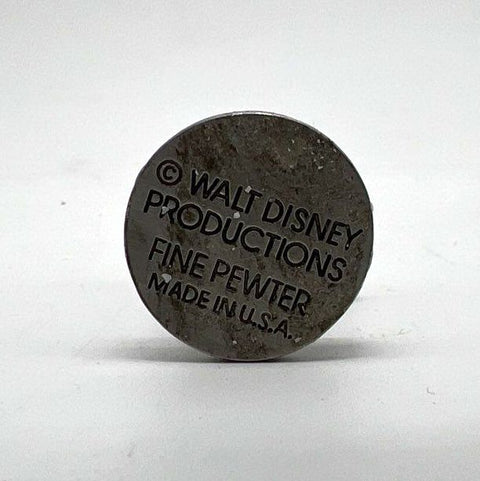 © WALT DISNEY
PRODUCTIONS
FINE PEWTER
MADE IN U.S.A.